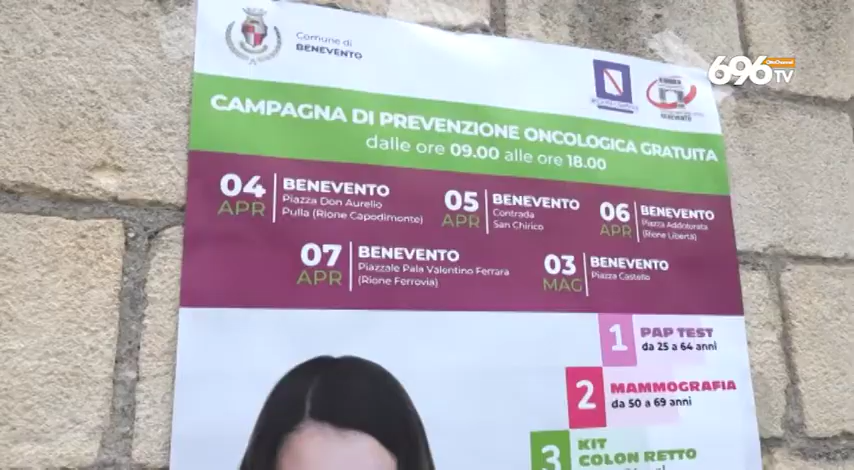 Comune di
BENEVENTO
696 TV
CAMPAGNA DI PREVENZIONE ONCOLOGICA GRATUITA
dalle ore 09.00 alle ore 18.00
04 APR
BENEVENTO
Piazza Don Aurelio
Pulla (Rione Capodimonte)
05 APR
BENEVENTO
Contrada
San Chirico
06 APR
BENEVENTO
Piazza Addolorata
(Rione Libertà)
07 APR
BENEVENTO
Piazzale Pala Valentino Ferrara
(Rione Ferrovia)
03 MAG
BENEVENTO
Piazza Castello
1 PAP TEST
da 25 a 64 anni
2 MAMMOGRAFIA
da 50 a 69 anni
3 KIT
COLON RETTO